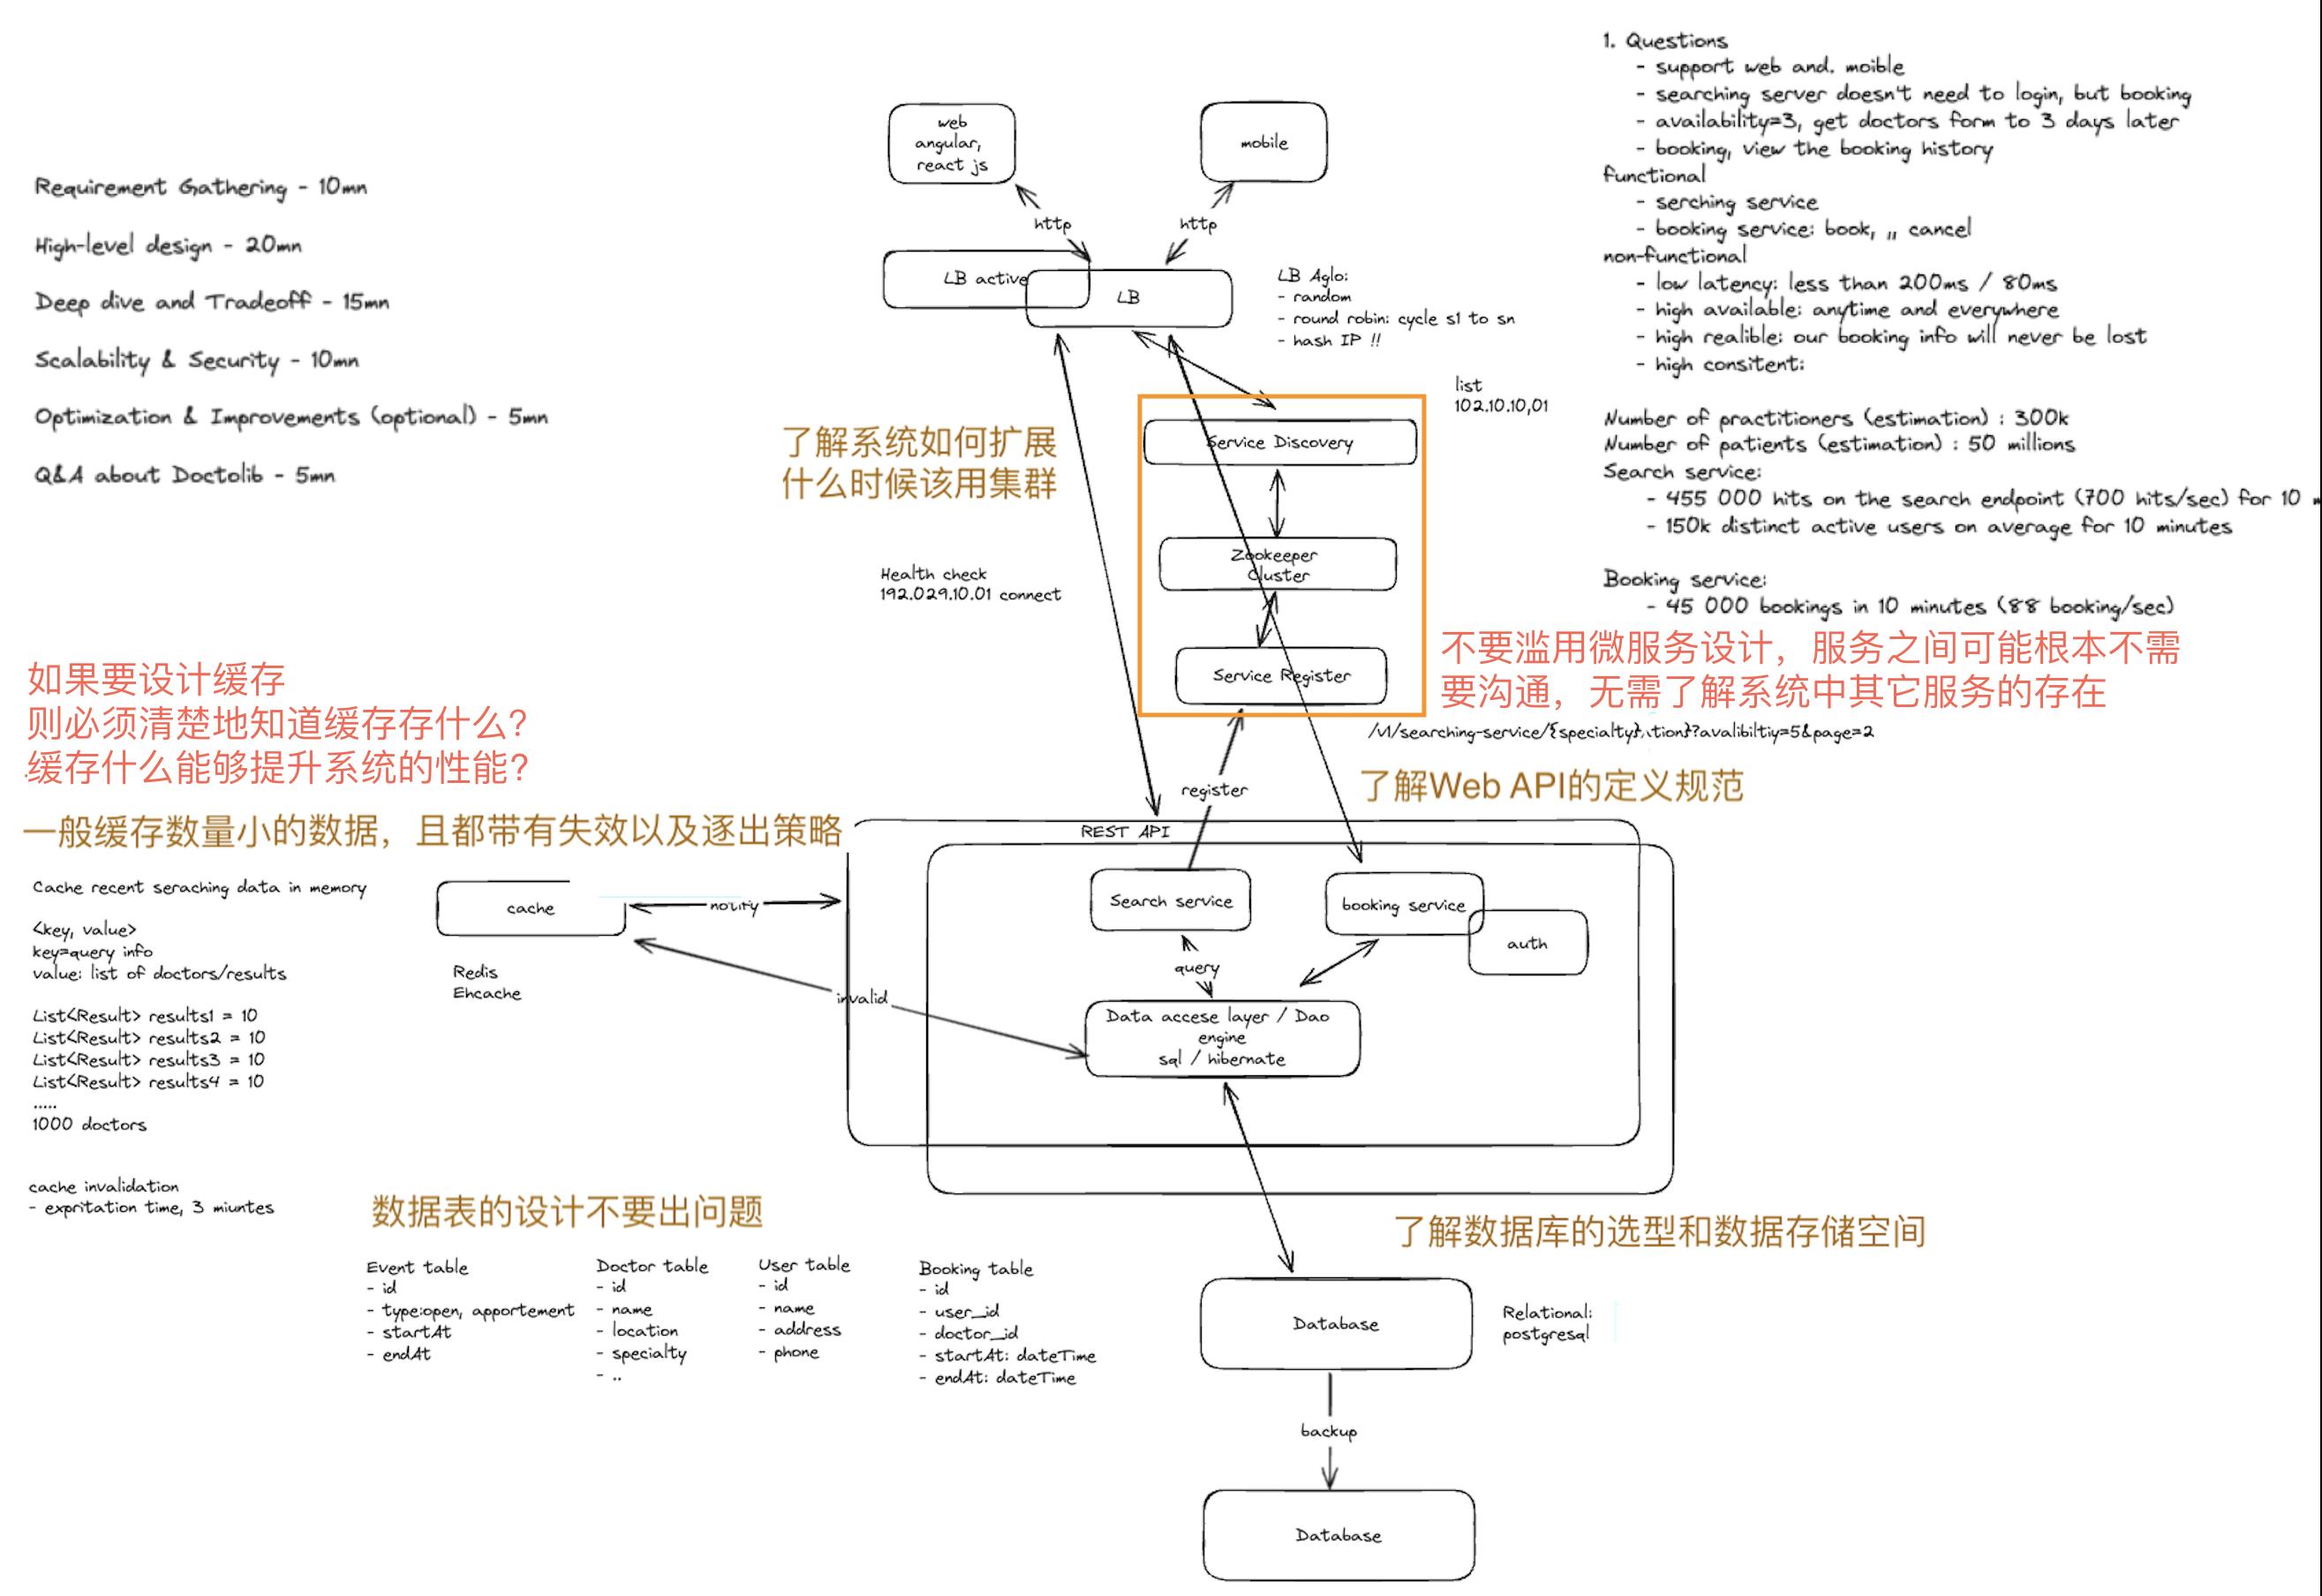 Requirement Gathering - 10mn
High-level design - 20mn
Deep dive and Tradeoff - 15mn
Scalability & Security - 10mn
Optimization & Improvements (optional) - 5mn
Q&A about Doctolib - 5mn
web
angular,
react js
mobile
http
http
LB active
LB
LB Aglo:
- random
- round robin: cycle s1 to sn
- hash IP !!
list
102.10.10,01
1. Questions
- support web and. moible
- searching server doesn't need to login, but booking
- availability=3, get doctors form to 3 days later
- booking, view the booking history
functional
- serching service
- booking service: book, ,, cancel
non-functional
- low latency: less than 200ms / 80ms
- high available: anytime and everywhere
- high realible: our booking info will never be lost
- high consitent:
Number of practitioners (estimation) : 300k
Number of patients (estimation) : 50 millions
Search service:
- 455 000 hits on the search endpoint (700 hits/sec) for 10
- 150k distinct active users on average for 10 minutes
Booking service:
- 45 000 bookings in 10 minutes (88 booking/sec)
了解系统如何扩展
什么时候该用集群
Service Discovery
Zookeeper
Cluster
Service Register
Health check
192.029.10.01 connect
不要滥用微服务设计，服务之间可能根本不需
要沟通，无需了解系统中其它服务的存在
/v1/searching-service/{specialty}.tion}?avalibiltiy=5&page=2
了解Web API的定义规范
如果要设计缓存
则必须清楚地知道缓存存什么？
缓存什么能够提升系统的性能？
一般缓存数量小的数据，且都带有失效以及逐出策略
register
REST API
Search service
booking service
auth
query
Data accese layer / Dao
engine
sql / hibernate
cache
notify
invalid
Redis
Ehcache
Cache recent seraching data in memory
<key, value>
key=query info
value: list of doctors/results
List<Result> results1 = 10
List<Result> results2 = 10
List<Result> results3 = 10
List<Result> results4 = 10
.....
1000 doctors
cache invalidation
- expritation time, 3 miuntes
数据表的设计不要出问题
Event table
- id
- type:open, apportement
- startAt
- endAt
Doctor table
- id
- name
- location
- specialty
- ..
User table
- id
- name
- address
- phone
Booking table
- id
- user_id
- doctor_id
- startAt: dateTime
- endAt: dateTime
了解数据库的选型和数据存储空间
Database
Relational:
postgresql
backup
Database